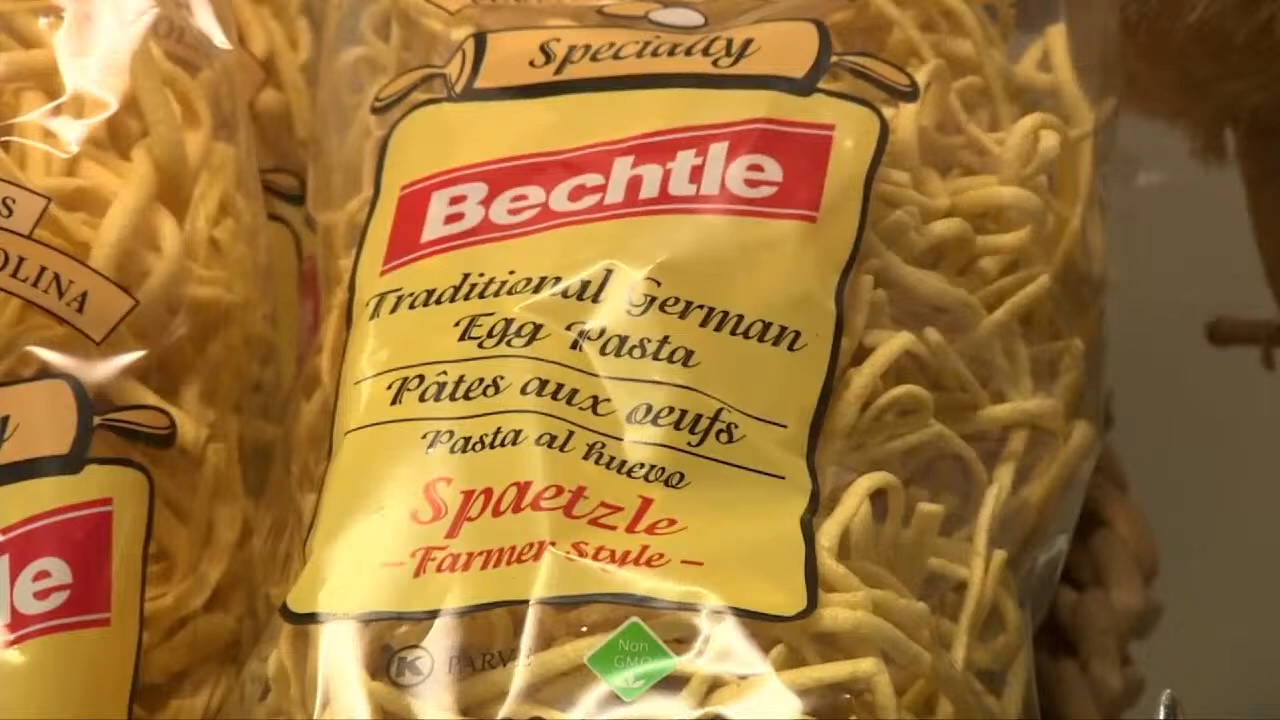 Specialty
Bechtle
Traditional German
Egg Pasta
Pâtes aux oeufs
Pasta al huevo
Spaetzle
-Farmer Style-
K PARVE
Non
GMO
S
OLINA
y
le